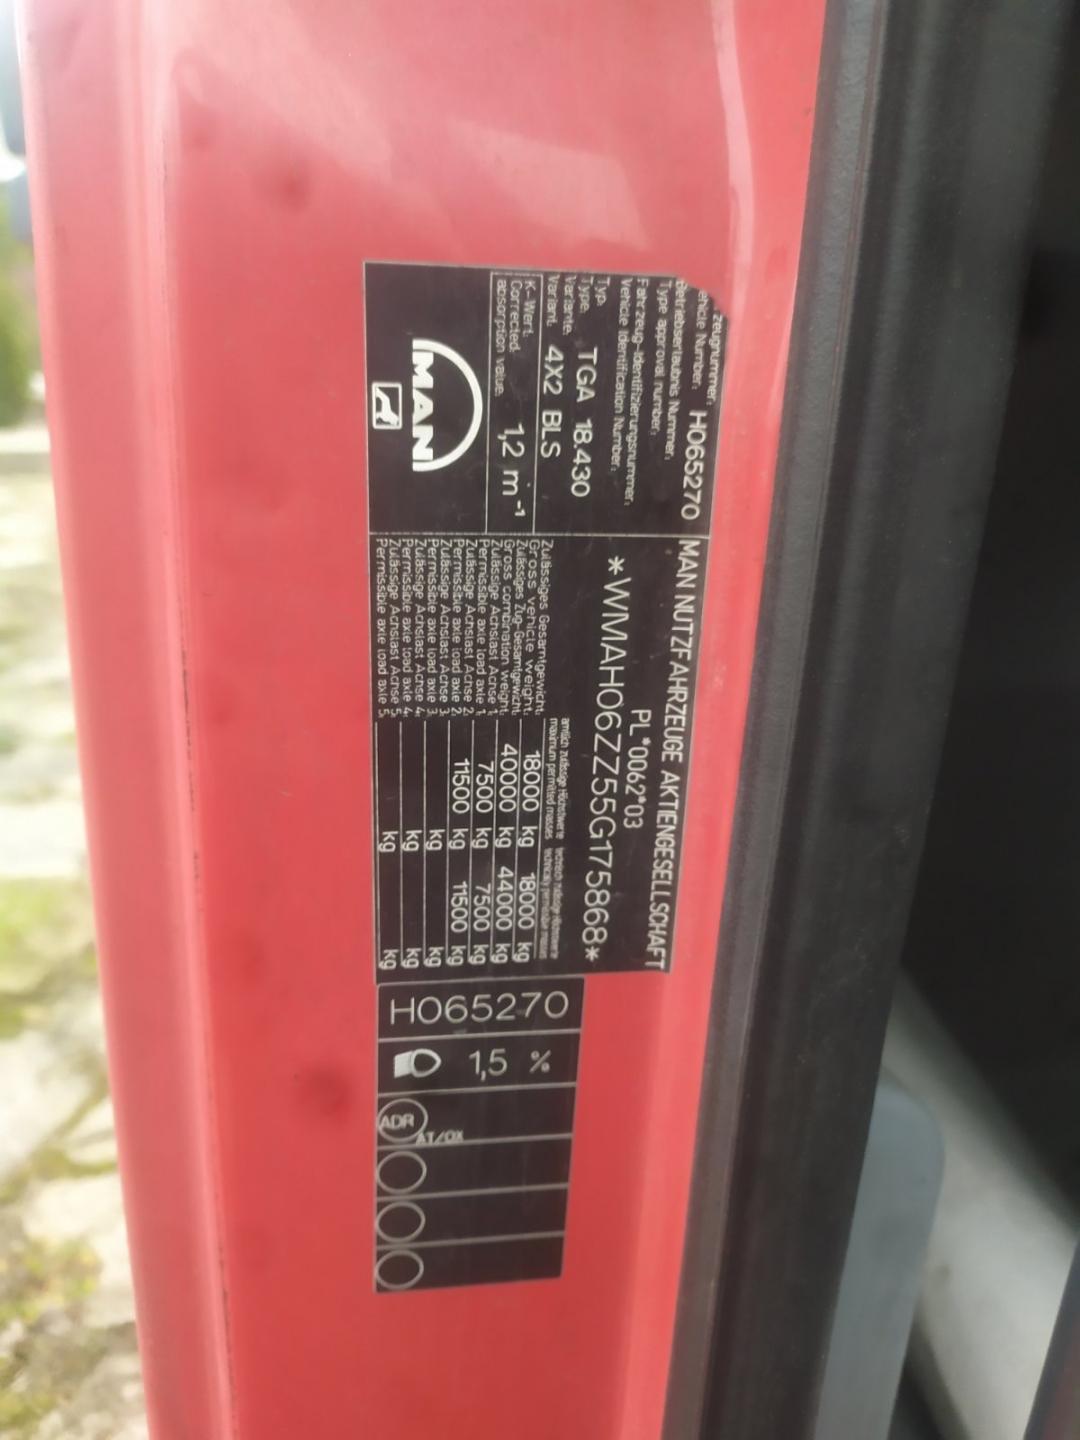 zeugnummer:
ehicle Number: H065270
Betriebserlaubnis Nummer:
Type approval number:
Fahrzeug-Identifizierungsnummer:
Vehicle Identification Number:
Typ:
Type: TGA 18.430
Variante:
Variant: 4X2 BLS
K-Wert:
Corrected
absorption value: 1,2 m⁻¹
MAN
MAN NUTZFAHRZEUGE AKTIENGESELLSCHAFT
PL*0062*03
*WMAH06ZZ55G175868*
amtlich zulässige Höchstwerte technisch zulässige Höchstwerte
maximum permitted masses technically permissible masses
Zulässiges Gesamtgewicht:
Gross vehicle weight: 18000 kg 18000 kg
Zulässiges Zug-Gesamtgewicht:
Gross combination weight: 40000 kg 44000 kg
Zulässige Achslast Achse 1:
Permissible axle load axle 1: 7500 kg 7500 kg
Zulässige Achslast Achse 2:
Permissible axle load axle 2: 11500 kg 11500 kg
Zulässige Achslast Achse 3:
Permissible axle load axle 3: kg kg
Zulässige Achslast Achse 4:
Permissible axle load axle 4: kg kg
Zulässige Achslast Achse 5:
Permissible axle load axle 5: kg kg
H065270
1,5 %
ADR AT/OX